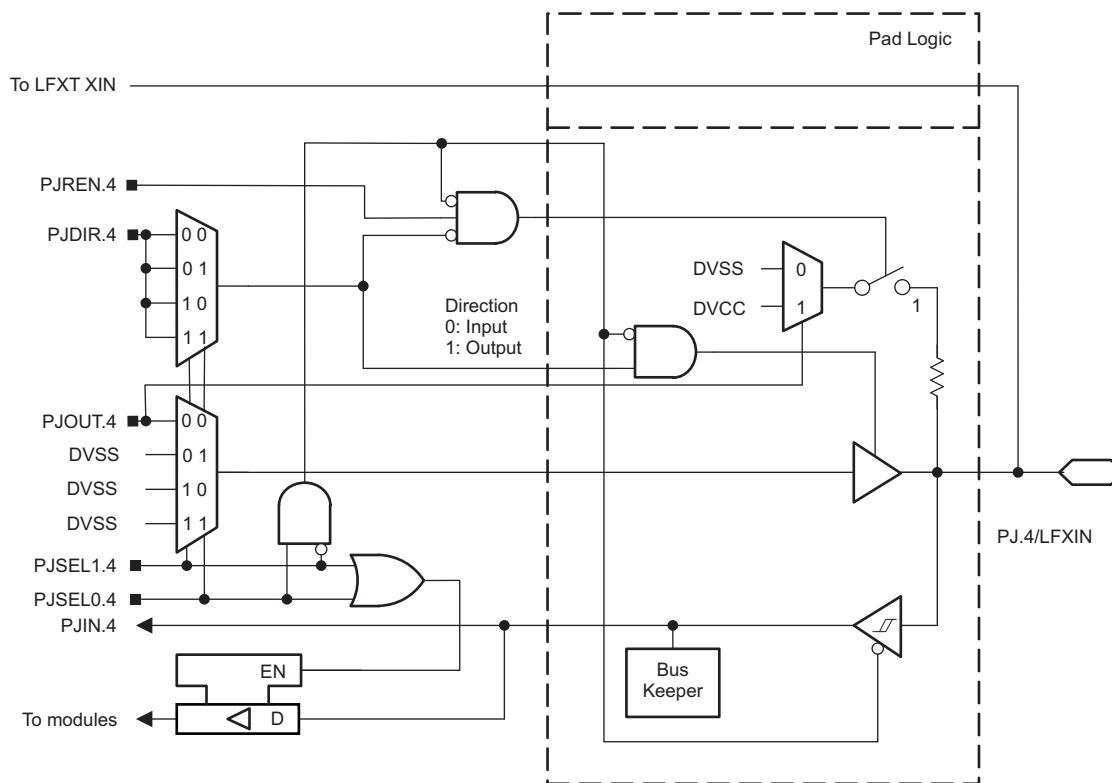 Pad Logic
To LFXT XIN
PJREN.4
PJDIR.4
0 0
0 1
1 0
1 1
DVSS
0
DVCC
1
1
Direction
0: Input
1: Output
PJOUT.4
0 0
DVSS
0 1
DVSS
1 0
DVSS
1 1
PJ.4/LFXIN
PJSEL1.4
PJSEL0.4
PJIN.4
EN
Bus
Keeper
To modules
D